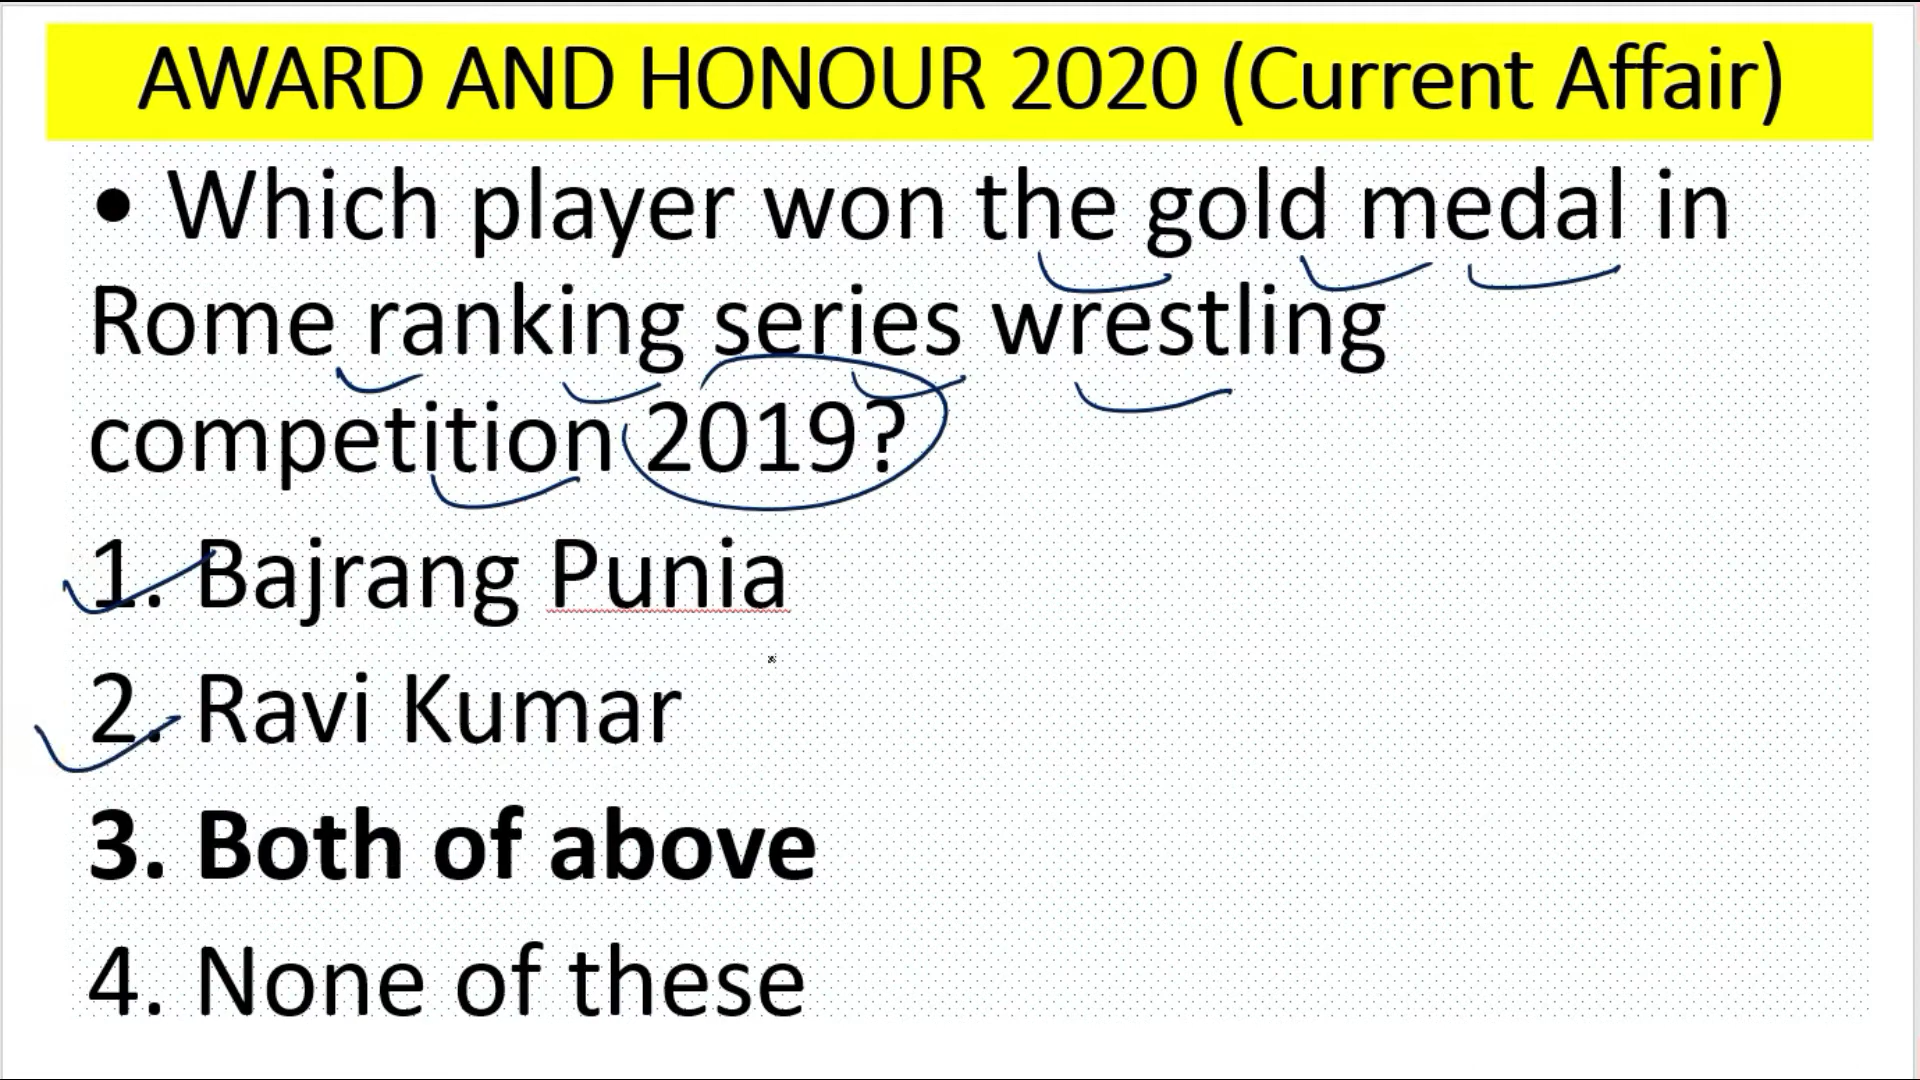 AWARD AND HONOUR 2020 (Current Affair)
• Which player won the gold medal in
Rome ranking series wrestling
competition 2019?
1. Bajrang Punia
2. Ravi Kumar
3. Both of above
4. None of these